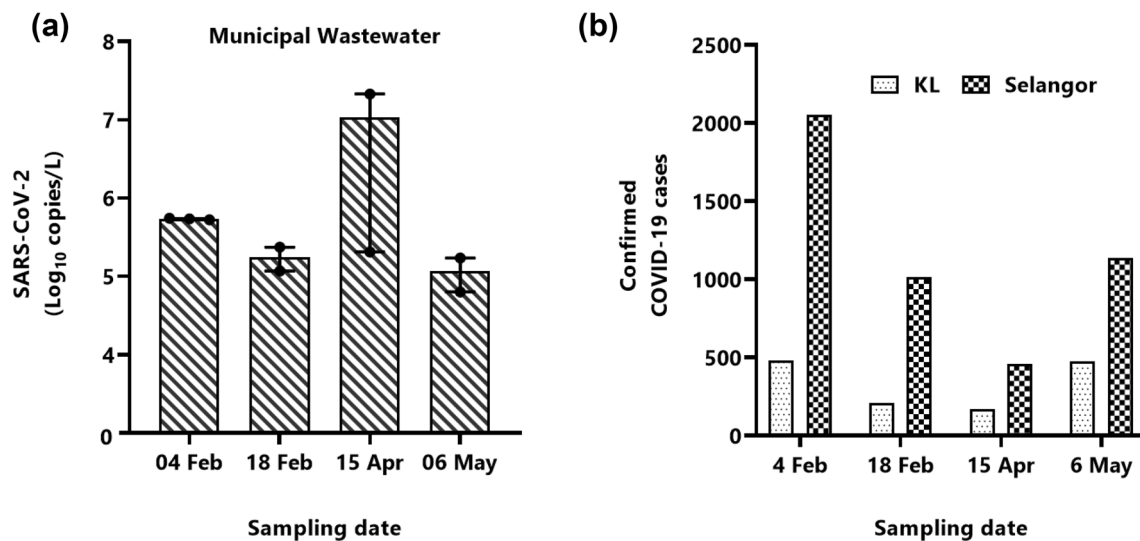 (a)
Municipal Wastewater
8
7
6
5
4
0
SARS-CoV-2
(Log₁₀ copies/L)
04 Feb 18 Feb 15 Apr 06 May
Sampling date
(b)
2500
2000
1500
1000
500
0
Confirmed
COVID-19 cases
KL Selangor
4 Feb 18 Feb 15 Apr 6 May
Sampling date